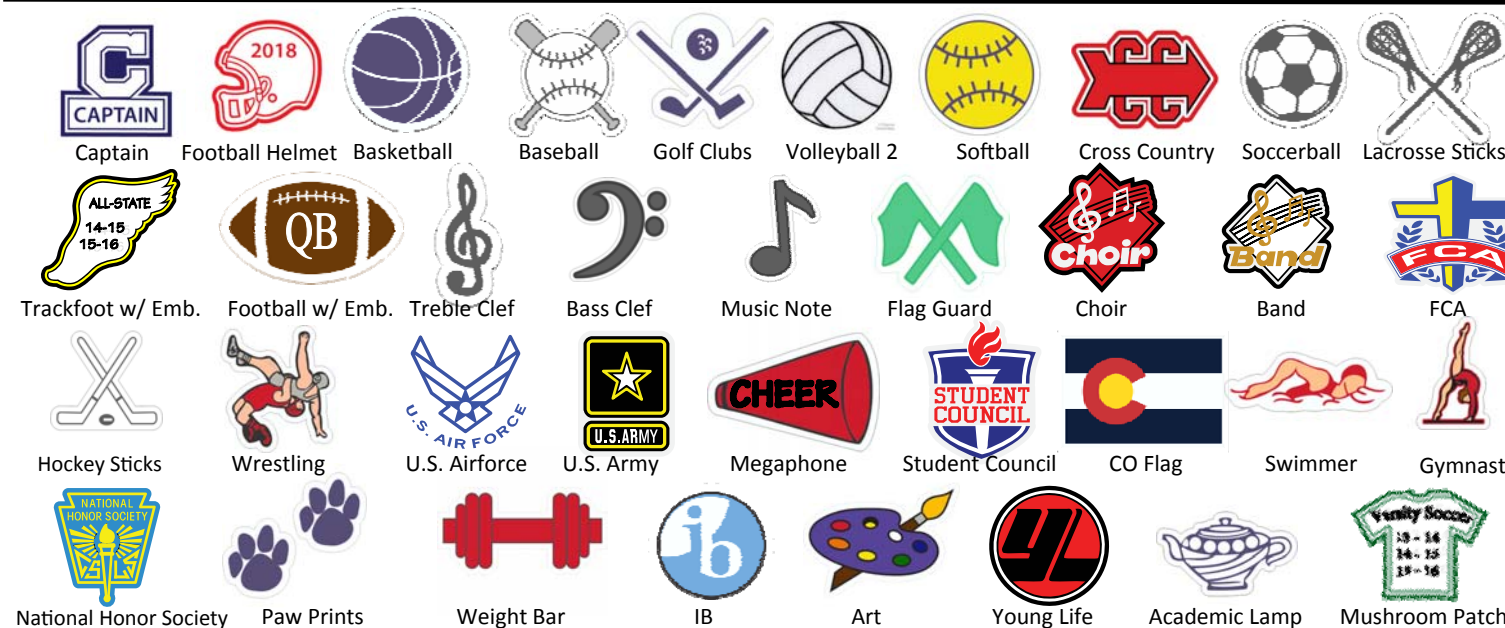 C
CAPTAIN
2018
CC
Captain
Football Helmet
Basketball
Baseball
Golf Clubs
Volleyball 2
Softball
Cross Country
Soccerball
Lacrosse Sticks
ALL-STATE
14-15
15-16
QB
Choir
Band
FCA
Trackfoot w/ Emb.
Football w/ Emb.
Treble Clef
Bass Clef
Music Note
Flag Guard
Choir
Band
FCA
U.S. AIR FORCE
U.S.ARMY
CHEER
STUDENT
COUNCIL
Hockey Sticks
Wrestling
U.S. Airforce
U.S. Army
Megaphone
Student Council
CO Flag
Swimmer
Gymnast
NATIONAL
HONOR SOCIETY
CSLS
ib
YL
Varsity Soccer
13-14
14-15
15-16
National Honor Society
Paw Prints
Weight Bar
IB
Art
Young Life
Academic Lamp
Mushroom Patch